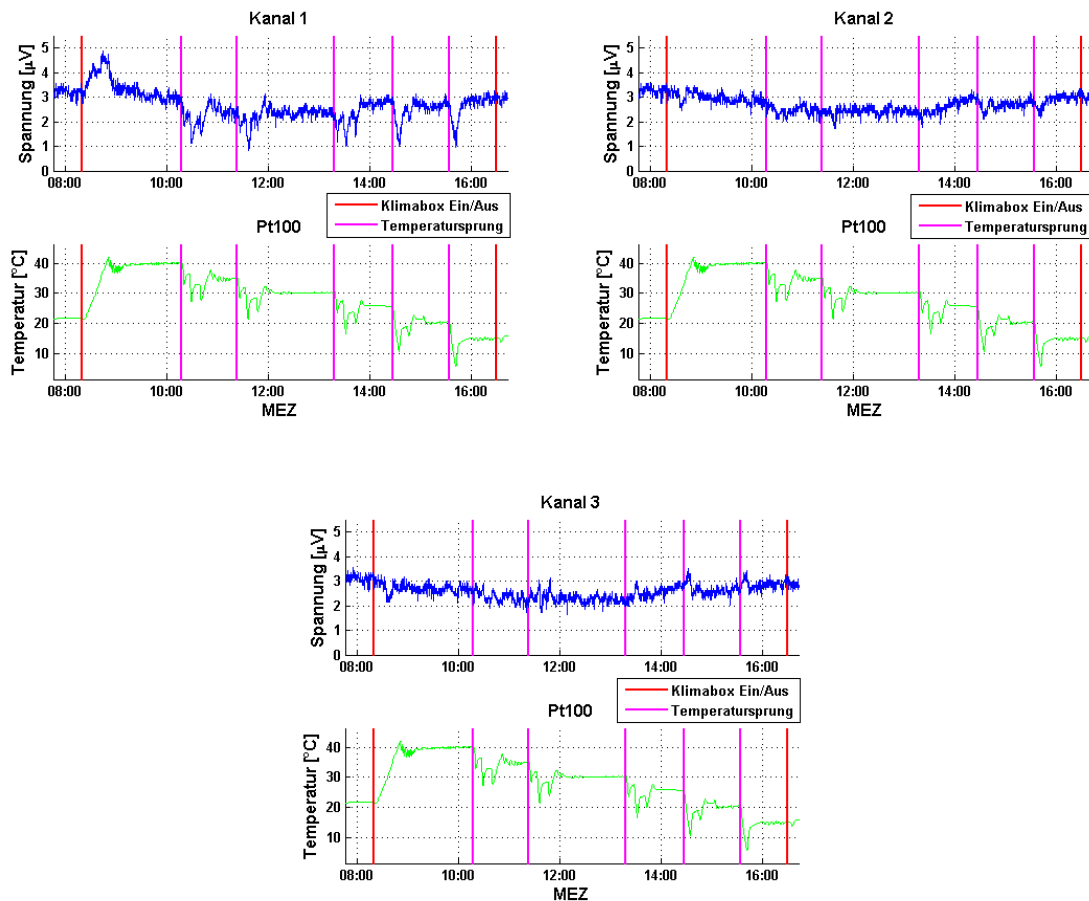 Kanal 1
Spannung [µV]
5
4
3
2
1
0
08:00 10:00 12:00 14:00 16:00
Klimabox Ein/Aus
Temperatursprung
Pt100
Temperatur [°C]
40
30
20
10
08:00 10:00 12:00 14:00 16:00
MEZ
Kanal 2
Spannung [µV]
5
4
3
2
1
0
08:00 10:00 12:00 14:00 16:00
Klimabox Ein/Aus
Temperatursprung
Pt100
Temperatur [°C]
40
30
20
10
08:00 10:00 12:00 14:00 16:00
MEZ
Kanal 3
Spannung [µV]
5
4
3
2
1
0
08:00 10:00 12:00 14:00 16:00
Klimabox Ein/Aus
Temperatursprung
Pt100
Temperatur [°C]
40
30
20
10
08:00 10:00 12:00 14:00 16:00
MEZ